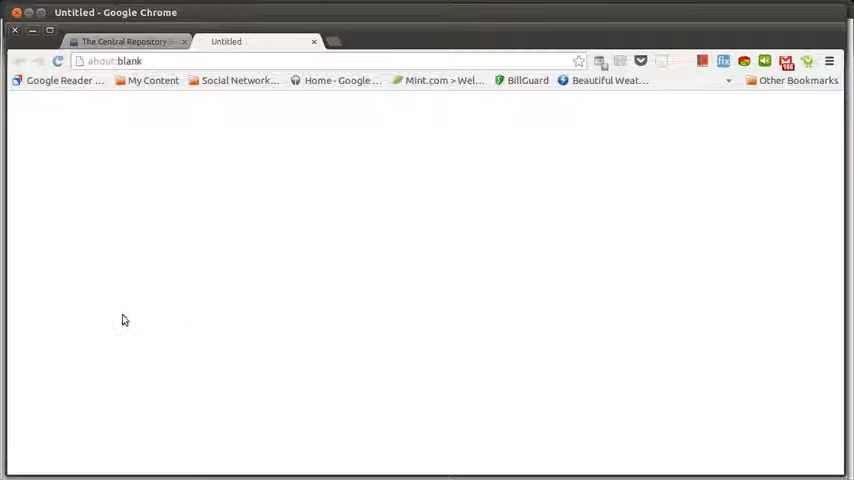 Untitled - Google Chrome
The Central Repository Untitled
about:blank
Google Reader ... My Content Social Network... Home - Google ... Mint.com > Wel... BillGuard Beautiful Weat... Other Bookmarks